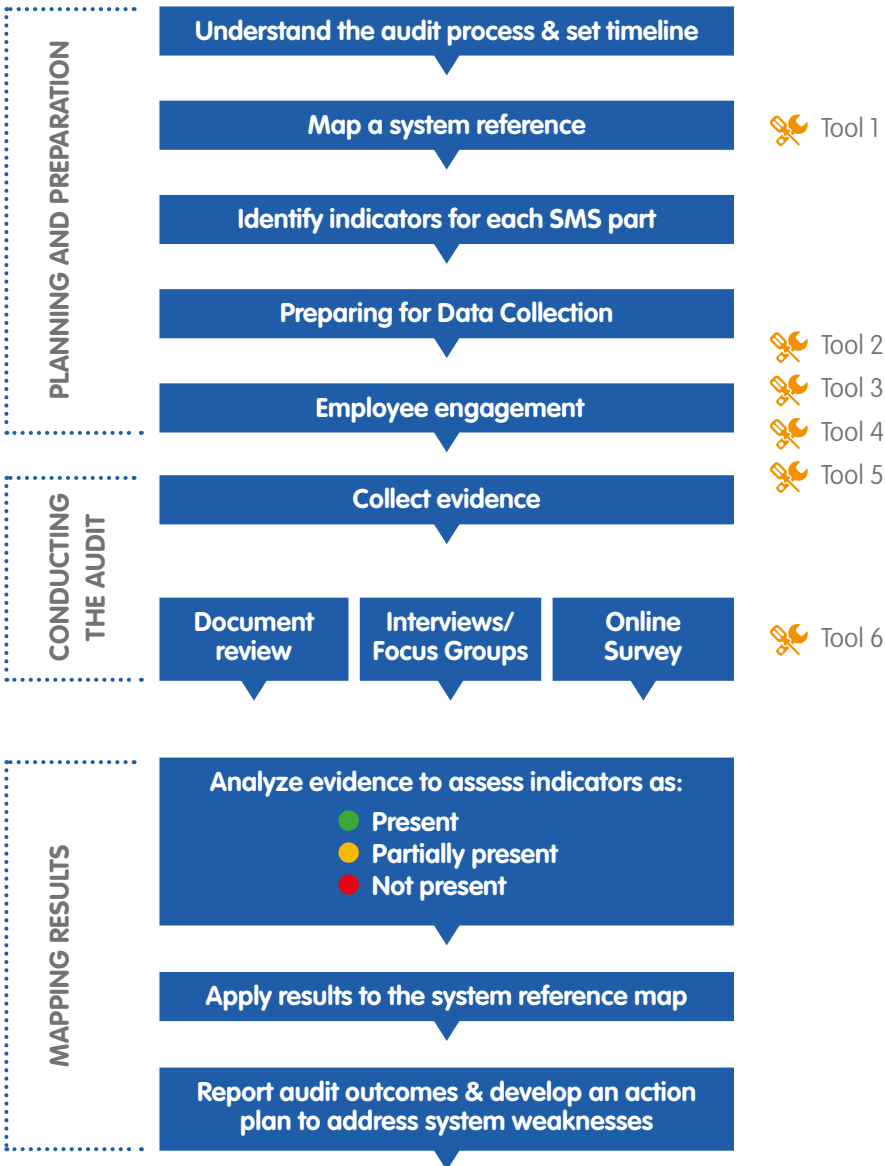 PLANNING AND PREPARATION
Understand the audit process & set timeline
Map a system reference
Tool 1
Identify indicators for each SMS part
Preparing for Data Collection
Tool 2
Tool 3
Employee engagement
Tool 4
Tool 5
CONDUCTING
THE AUDIT
Collect evidence
Document
review
Interviews/
Focus Groups
Online
Survey
Tool 6
MAPPING RESULTS
Analyze evidence to assess indicators as:
Present
Partially present
Not present
Apply results to the system reference map
Report audit outcomes & develop an action
plan to address system weaknesses